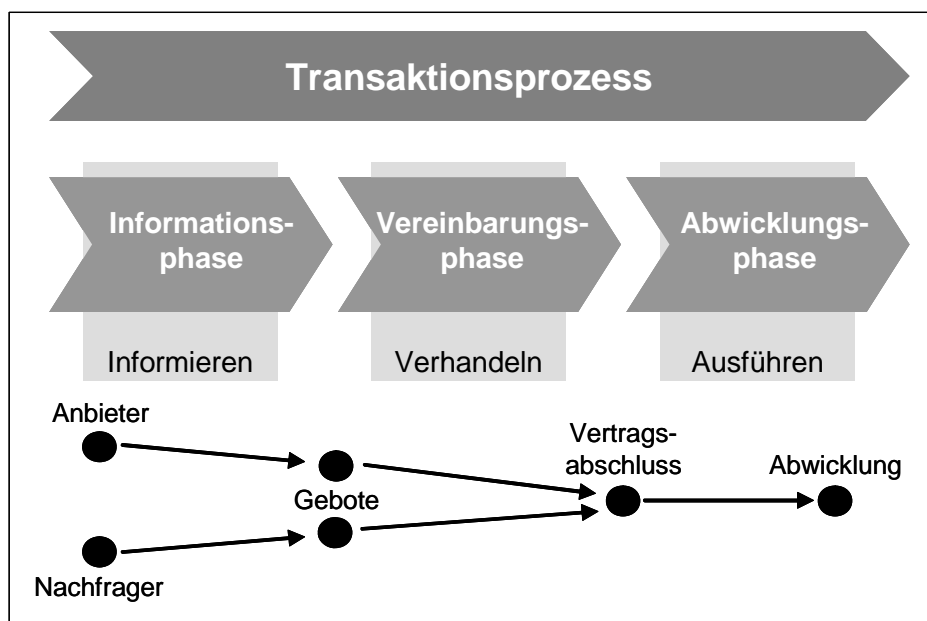 Transaktionsprozess
Informations-
phase
Vereinbarungs-
phase
Abwicklungs-
phase
Informieren
Verhandeln
Ausführen
Anbieter
Nachfrager
Gebote
Vertrags-
abschluss
Abwicklung